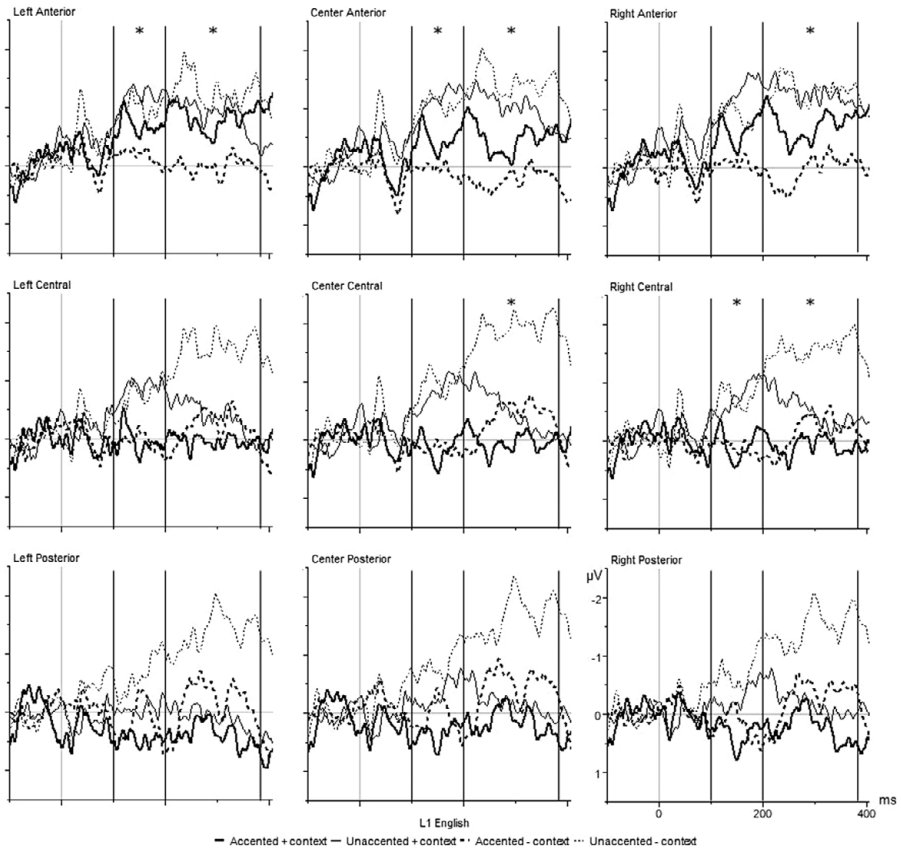 Left Anterior Center Anterior Right Anterior
* * * * *
Left Central Center Central Right Central
* * *
Left Posterior Center Posterior Right Posterior
µV
-2
-1
0
1
0 200 400 ms
L1 English
Accented + context Unaccented + context Accented - context Unaccented - context